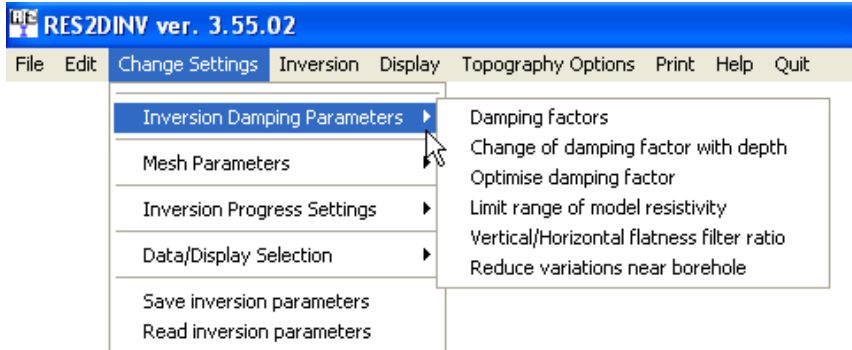 RES2DINV ver. 3.55.02
File Edit Change Settings Inversion Display Topography Options Print Help Quit
Inversion Damping Parameters
Mesh Parameters
Inversion Progress Settings
Data/Display Selection
Save inversion parameters
Read inversion parameters
Damping factors
Change of damping factor with depth
Optimise damping factor
Limit range of model resistivity
Vertical/Horizontal flatness filter ratio
Reduce variations near borehole